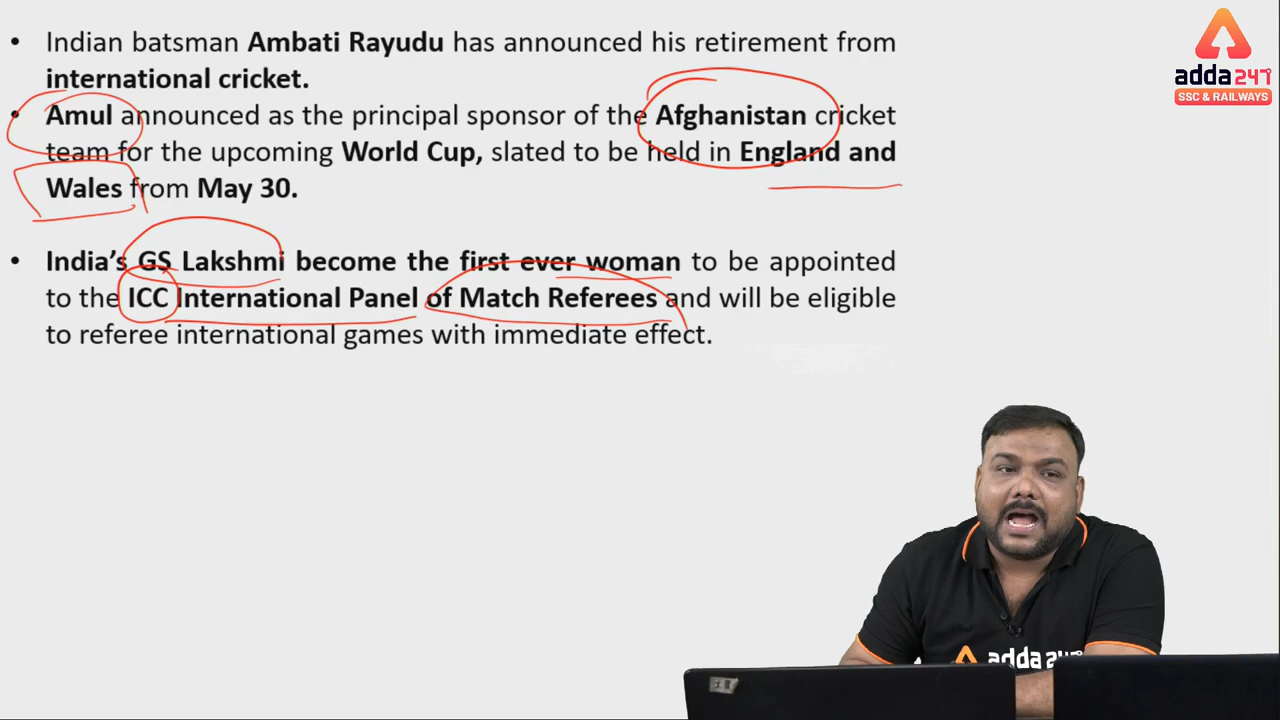 • Indian batsman Ambati Rayudu has announced his retirement from
international cricket.
• Amul announced as the principal sponsor of the Afghanistan cricket
team for the upcoming World Cup, slated to be held in England and
Wales from May 30.
• India's GS Lakshmi become the first ever woman to be appointed
to the ICC International Panel of Match Referees and will be eligible
to referee international games with immediate effect.
adda247
SSC & RAILWAYS
adda247